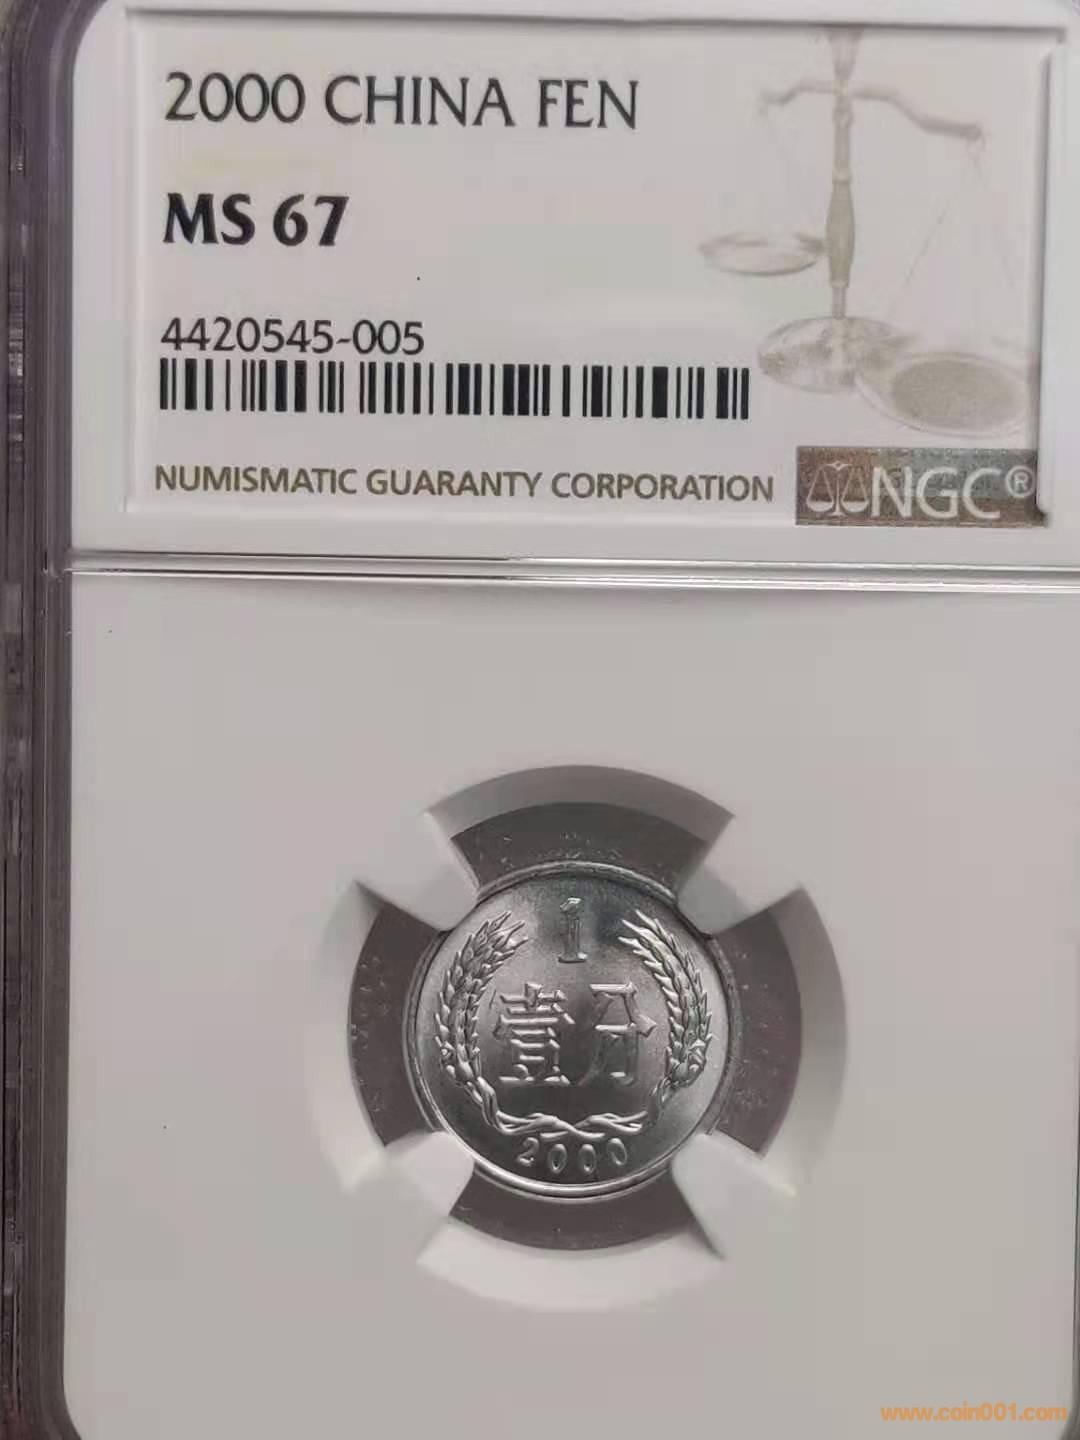 2000 CHINA FEN
MS 67
4420545-005
NUMISMATIC GUARANTY CORPORATION
NGC®
1
壹分
2000
www.coin001.com